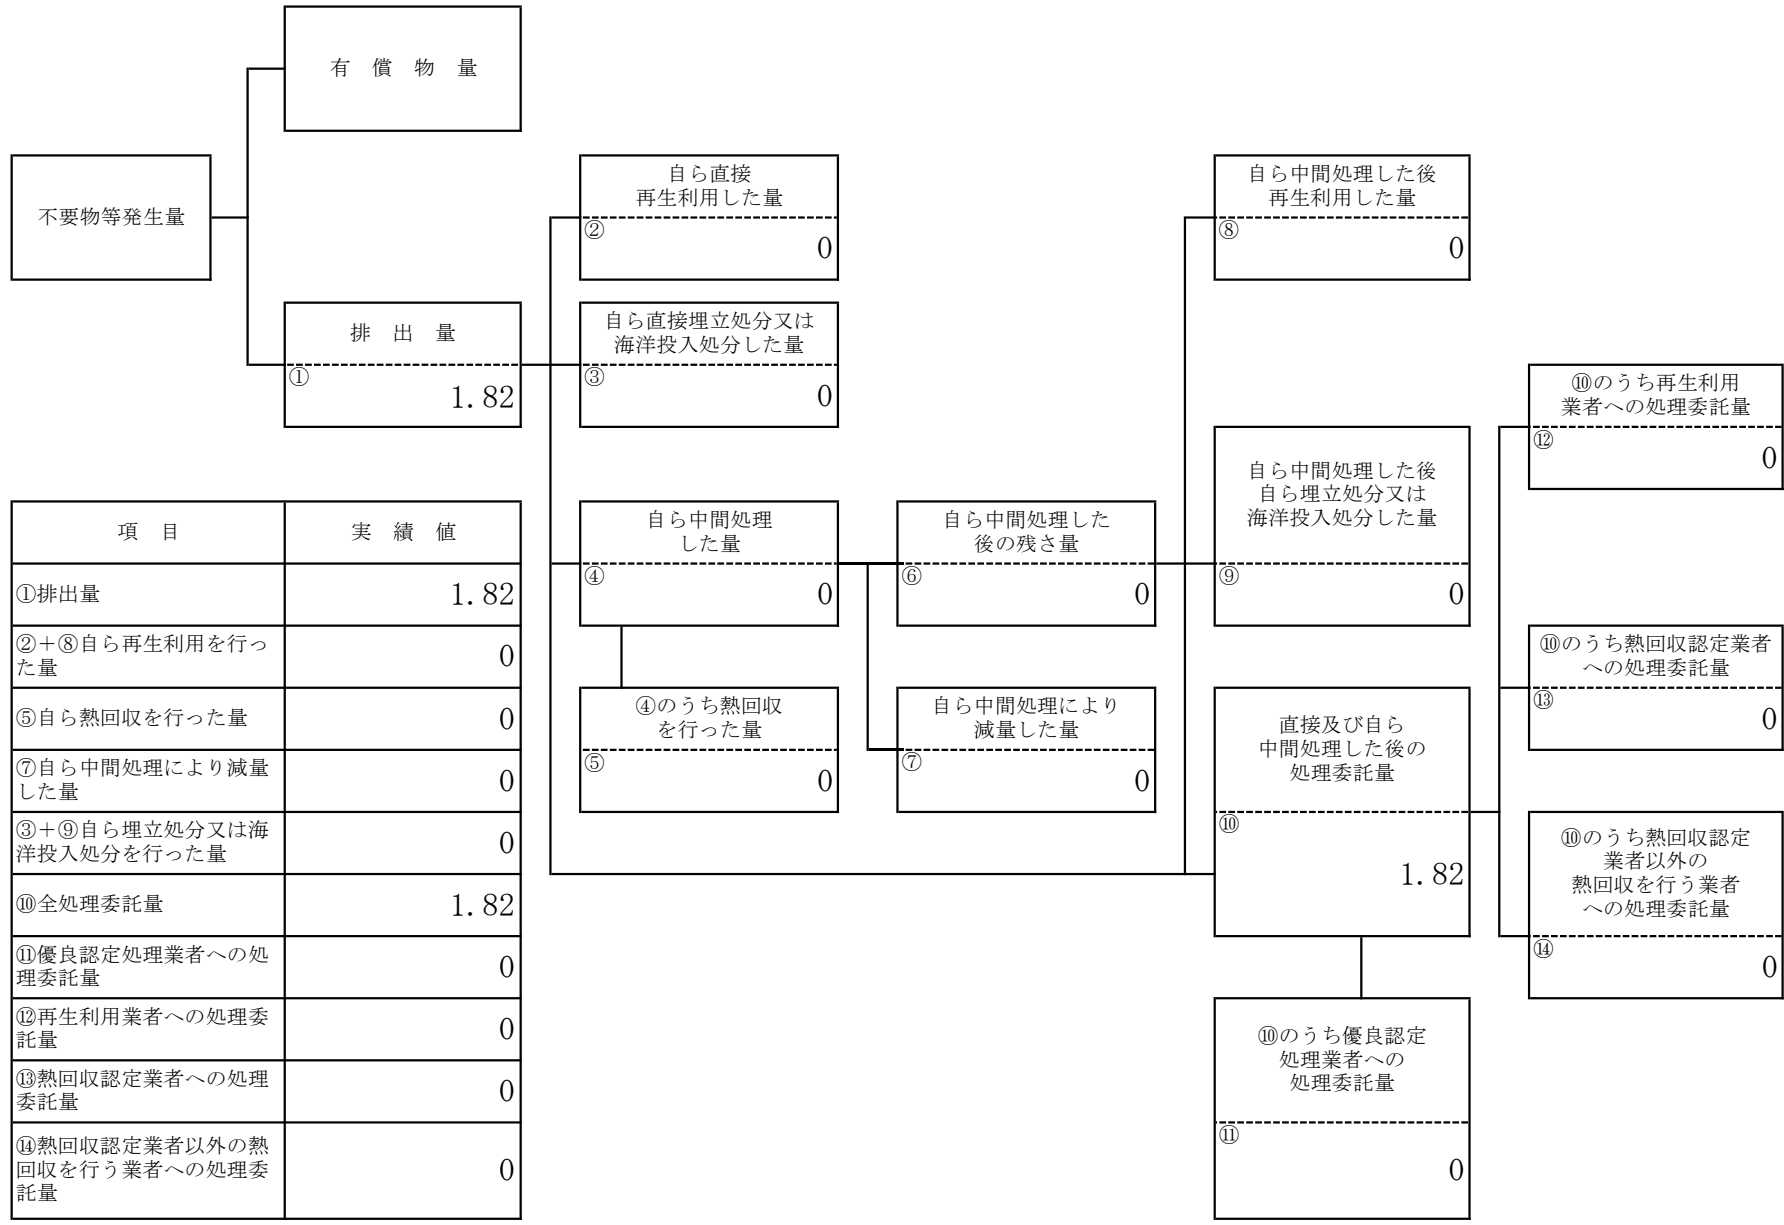 有 償 物 量
不要物等発生量
自ら直接
再生利用した量
②
0
自ら中間処理した後
再生利用した量
⑧
0
排 出 量
①
1.82
自ら直接埋立処分又は
海洋投入処分した量
③
0
⑩のうち再生利用
業者への処理委託量
⑫
0
自ら中間処理
した量
④
0
自ら中間処理した
後の残さ量
⑥
0
自ら中間処理した後
自ら埋立処分又は
海洋投入処分した量
⑨
0
⑩のうち熱回収認定業者
への処理委託量
⑬
0
④のうち熱回収
を行った量
⑤
0
自ら中間処理により
減量した量
⑦
0
直接及び自ら
中間処理した後の
処理委託量
⑩
1.82
⑩のうち熱回収認定
業者以外の
熱回収を行う業者
への処理委託量
⑭
0
⑩のうち優良認定
処理業者への
処理委託量
⑪
0
項 目
実 績 値
①排出量
1.82
②＋⑧自ら再生利用を行っ
た量
0
⑤自ら熱回収を行った量
0
⑦自ら中間処理により減量
した量
0
③＋⑨自ら埋立処分又は海
洋投入処分を行った量
0
⑩全処理委託量
1.82
⑪優良認定処理業者への処
理委託量
0
⑫再生利用業者への処理委
託量
0
⑬熱回収認定業者への処理
委託量
0
⑭熱回収認定業者以外の熱
回収を行う業者への処理委
託量
0